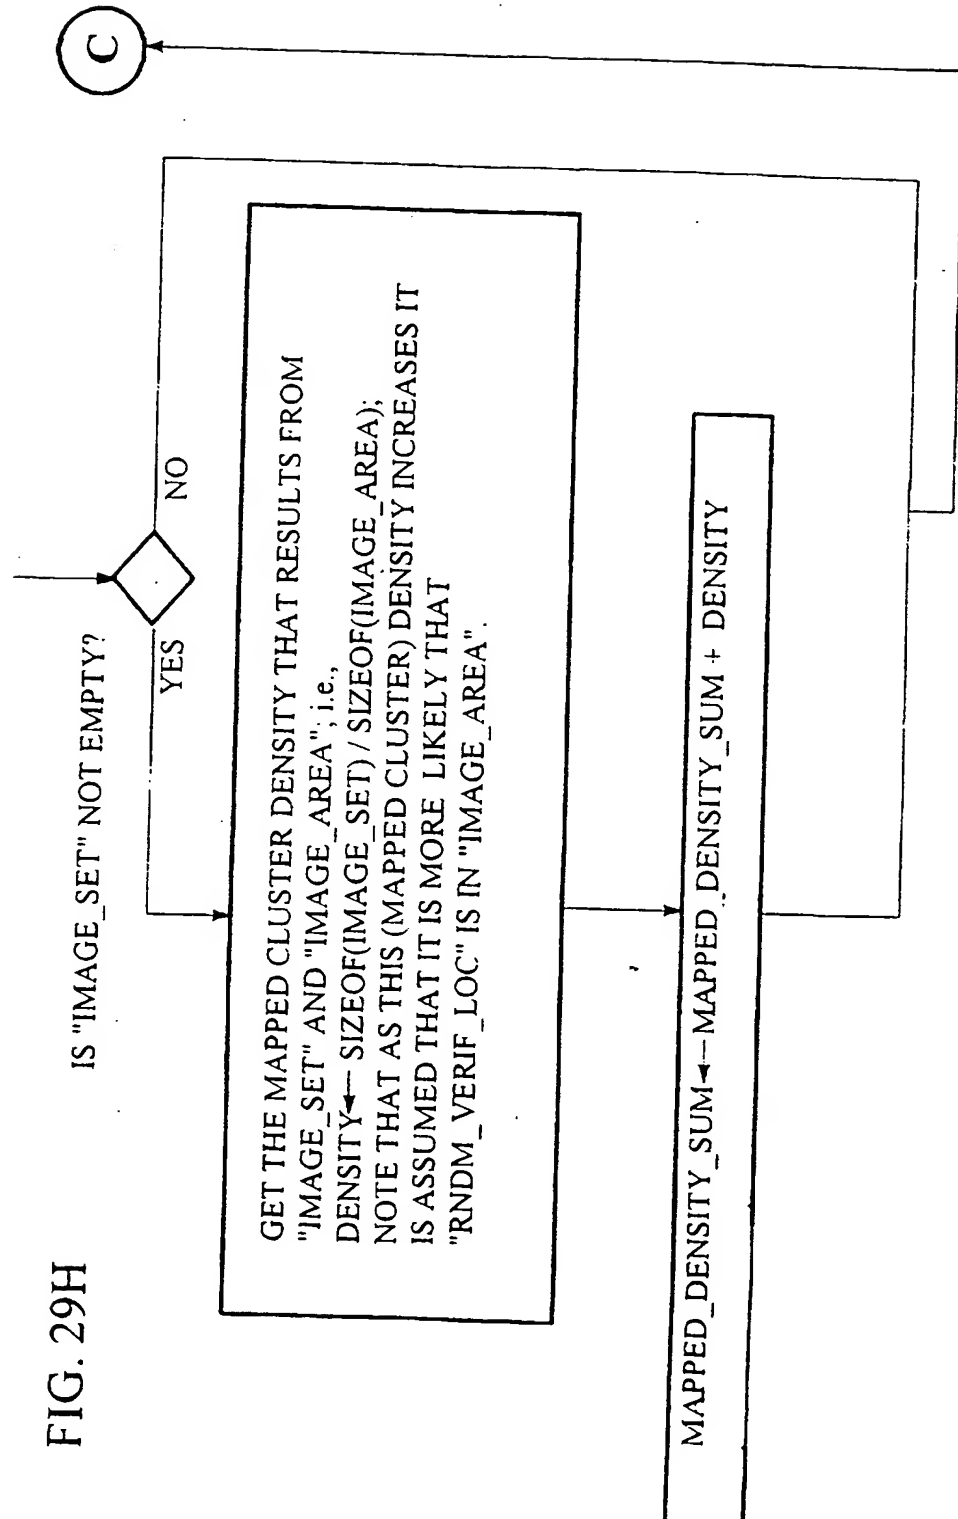 FIG. 29H
IS "IMAGE_SET" NOT EMPTY?
YES
NO
C
GET THE MAPPED CLUSTER DENSITY THAT RESULTS FROM
"IMAGE_SET" AND "IMAGE_AREA"; i.e.,
DENSITY← SIZEOF(IMAGE_SET) / SIZEOF(IMAGE_AREA);
NOTE THAT AS THIS (MAPPED CLUSTER) DENSITY INCREASES IT
IS ASSUMED THAT IT IS MORE LIKELY THAT
"RNDM_VERIF_LOC" IS IN "IMAGE_AREA".
MAPPED_DENSITY_SUM←MAPPED_DENSITY_SUM + DENSITY